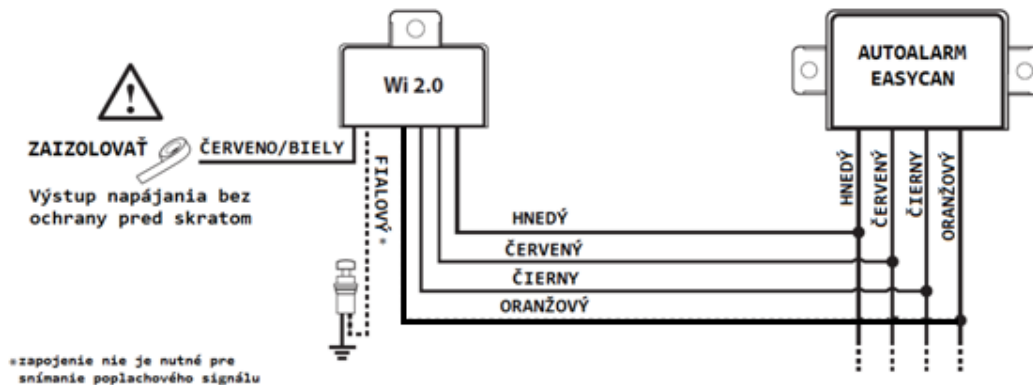 Wi 2.0
AUTOALARM
EASYCAN
ZAIZOLOVAŤ
ČERVENO/BIELY
Výstup napájania bez
ochrany pred skratom
FIALOVÝ*
HNEDÝ
ČERVENÝ
ČIERNY
ORANŽOVÝ
HNEDÝ
ČERVENÝ
ČIERNY
ORANŽOVÝ
*zapojenie nie je nutné pre
snímanie poplachového signálu